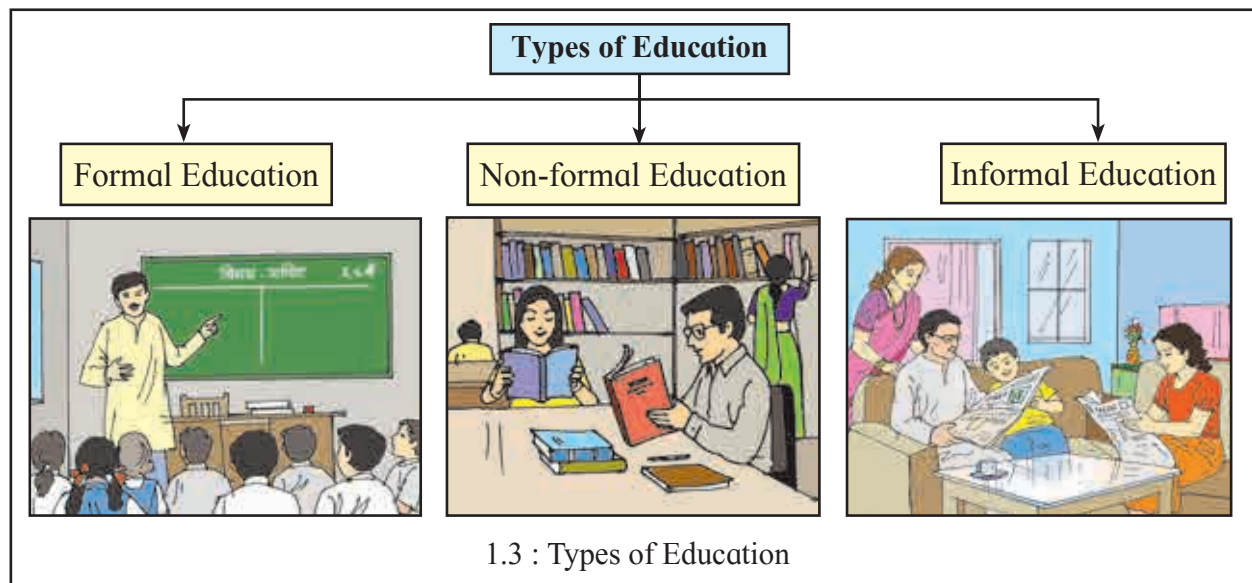 Types of Education
Formal Education
Non-formal Education
Informal Education
1.3 : Types of Education